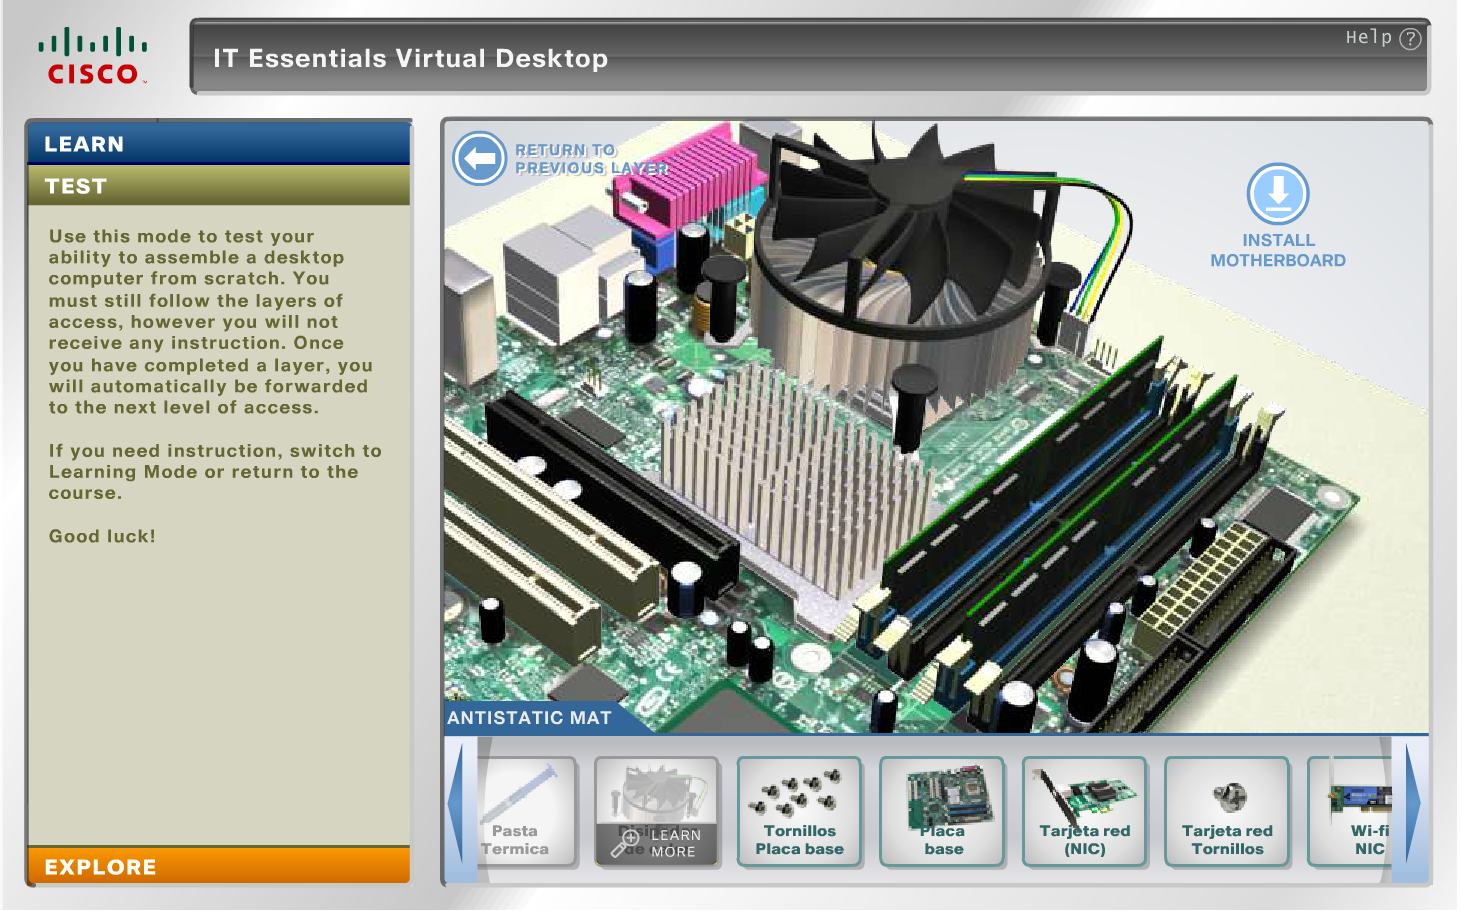 CISCO
IT Essentials Virtual Desktop
Help ?
LEARN
TEST
Use this mode to test your
ability to assemble a desktop
computer from scratch. You
must still follow the layers of
access, however you will not
receive any instruction. Once
you have completed a layer, you
will automatically be forwarded
to the next level of access.
If you need instruction, switch to
Learning Mode or return to the
course.
Good luck!
EXPLORE
RETURN TO
PREVIOUS LAYER
INSTALL
MOTHERBOARD
ANTISTATIC MAT
Pasta
Termica
LEARN
MORE
Tornillos
Placa base
Placa
base
Tarjeta red
(NIC)
Tarjeta red
Tornillos
Wi-fi
NIC